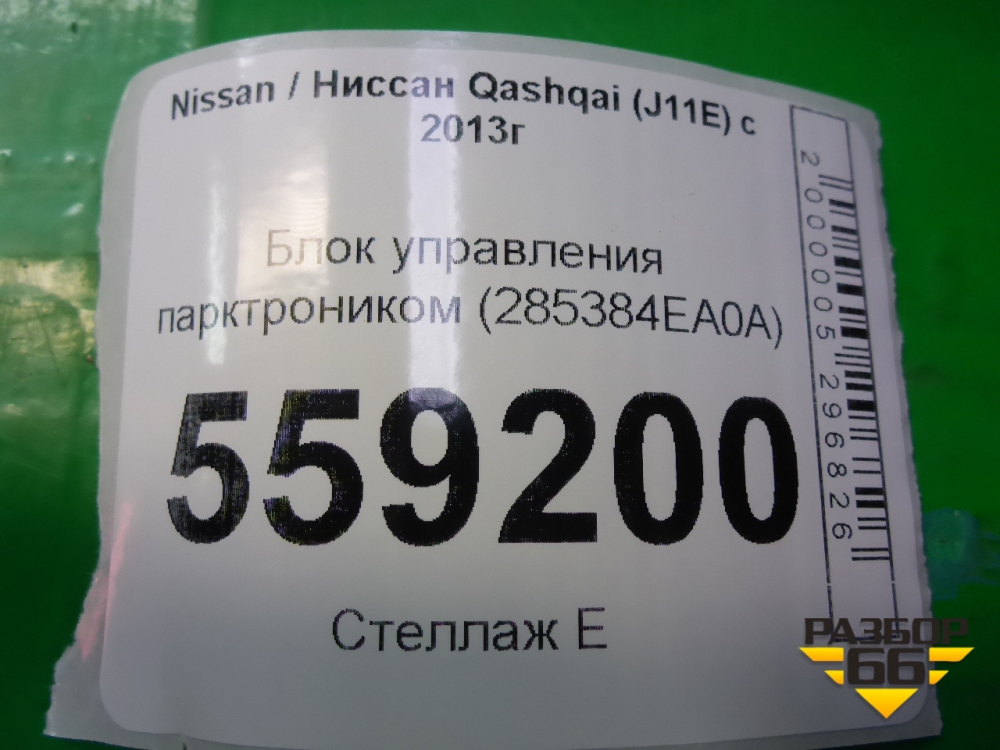 Nissan / Ниссан Qashqai (J11E) с
2013г
Блок управления
парктроником (285384EA0A)
559200
Стеллаж Е
2000005296826
РАЗБОР
66